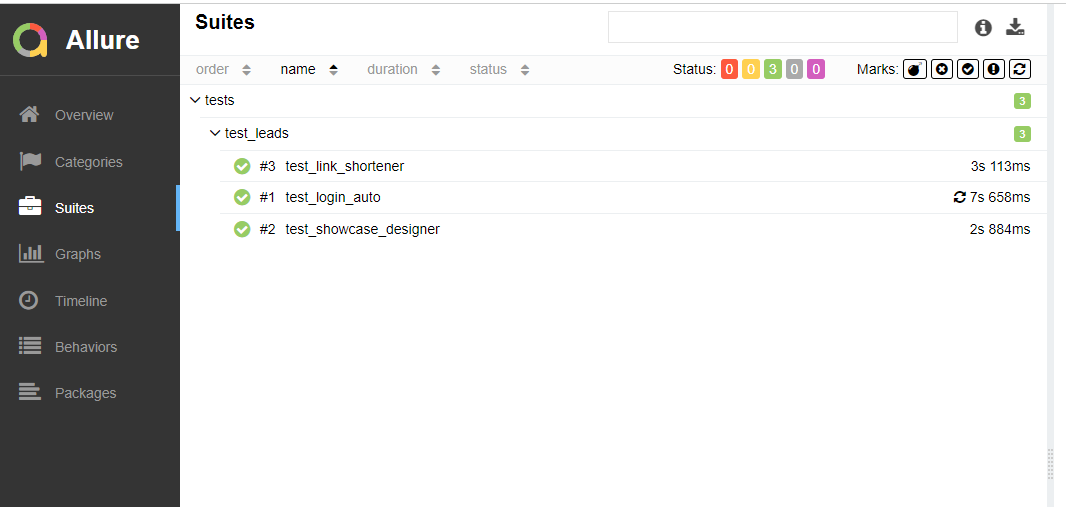 Allure
Overview
Categories
Suites
Graphs
Timeline
Behaviors
Packages
Suites
order name duration status Status: 0 0 3 0 0 Marks:
tests 3
test_leads 3
#3 test_link_shortener 3s 113ms
#1 test_login_auto 7s 658ms
#2 test_showcase_designer 2s 884ms